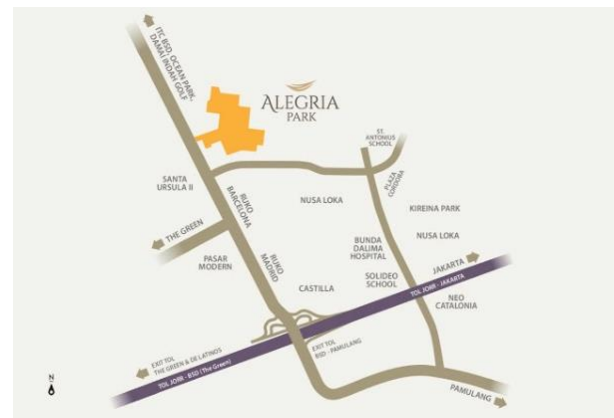 ITC BSD, OCEAN PARK,
DAMAI INDAH GOLF
ALEGRIA
PARK
ST.
ANTONIUS
SCHOOL
PLAZA
CORDOBA
SANTA
URSULA II
RUKO
BARCELONA
NUSA LOKA
KIREINA PARK
THE GREEN
BUNDA
DALIMA
HOSPITAL
NUSA LOKA
PASAR
MODERN
RUKO
MADRID
JAKARTA
CASTILLA
SOLIDEO
SCHOOL
TOL JORR - JAKARTA
NEO
CATALONIA
EXIT TOL
BSD - PAMULANG
EXIT TOL
THE GREEN & DE LATINOS
TOL JORR - BSD (The Green)
N
PAMULANG